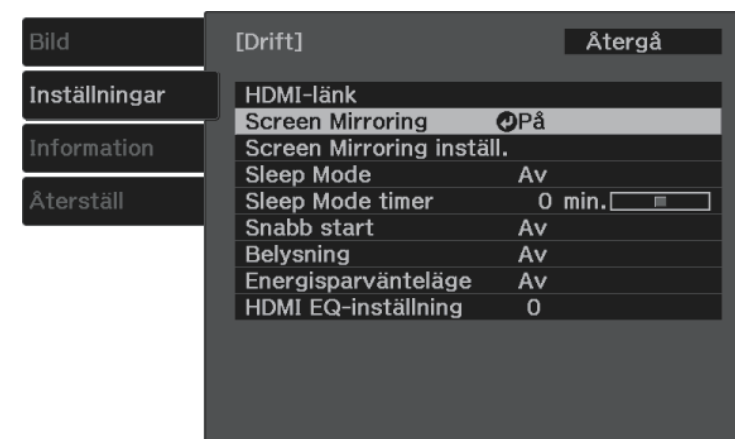 Bild
Inställningar
Information
Återställ
[Drift] Återgå
HDMI-länk
Screen Mirroring På
Screen Mirroring inställ.
Sleep Mode Av
Sleep Mode timer 0 min.
Snabb start Av
Belysning Av
Energisparvänteläge Av
HDMI EQ-inställning 0